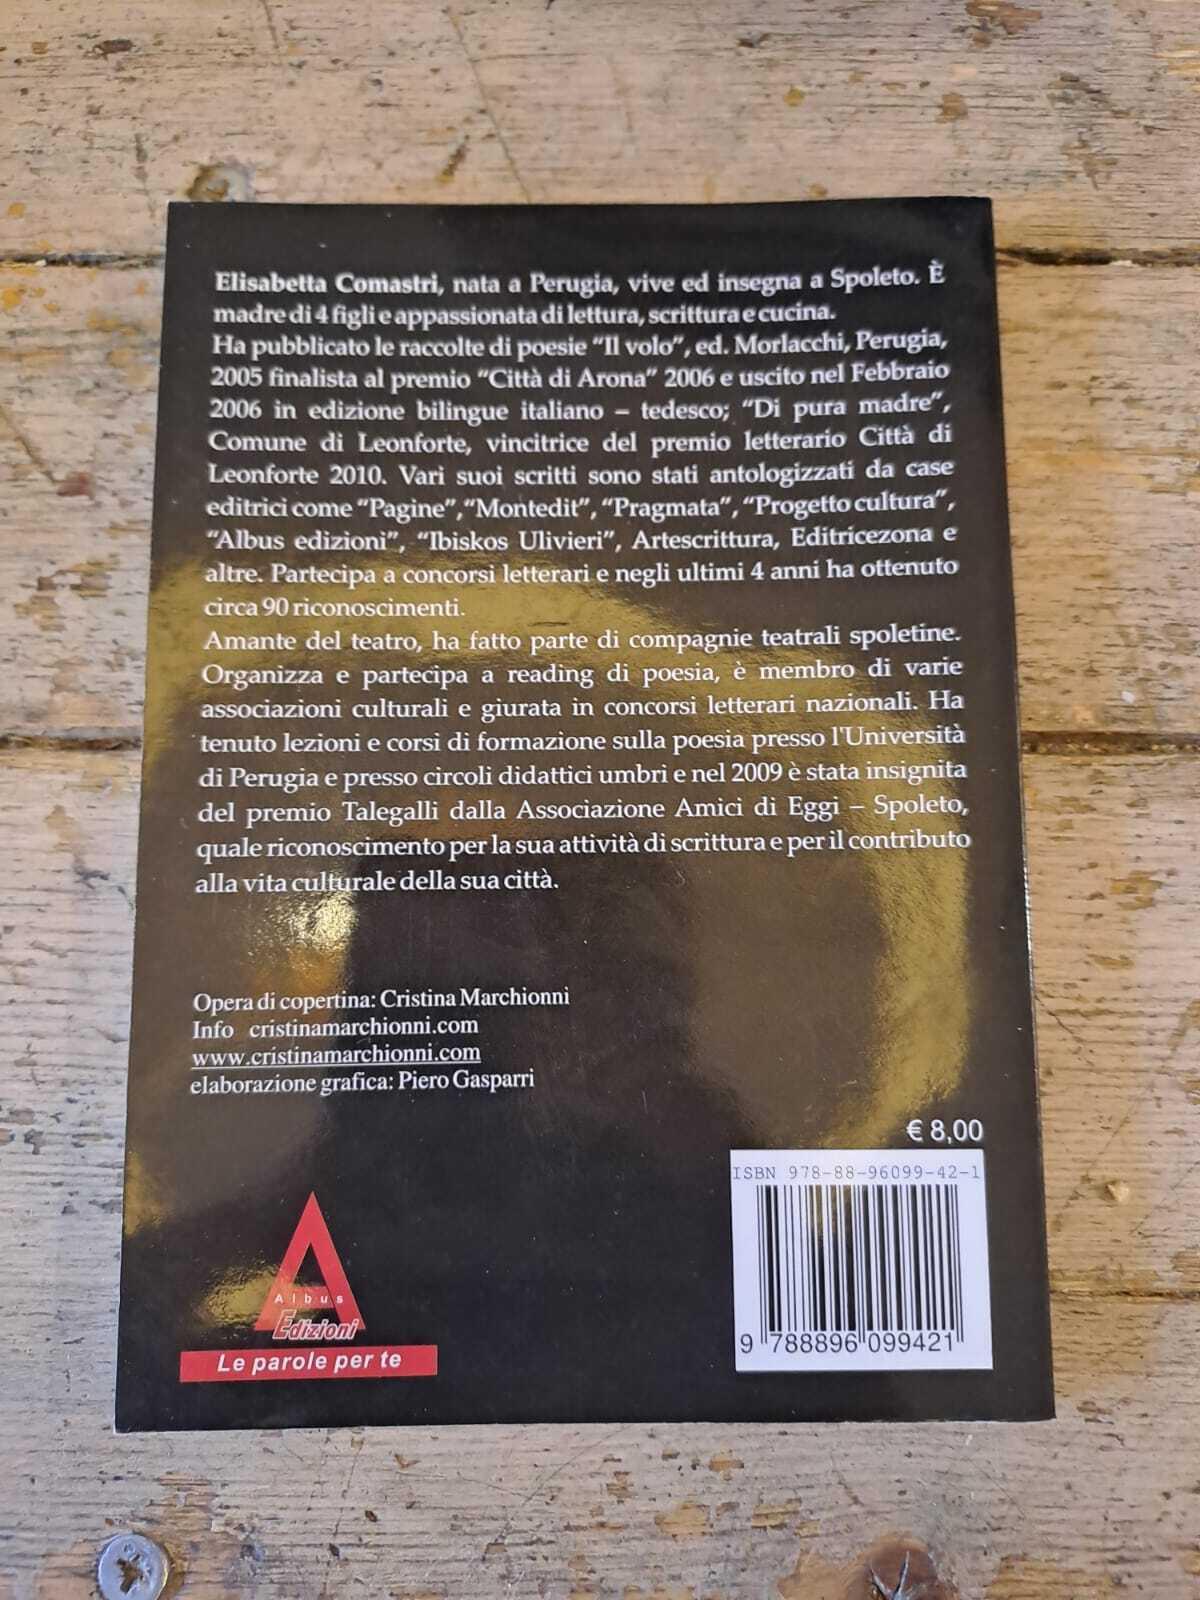 Elisabetta Comastri, nata a Perugia, vive ed insegna a Spoleto. È
madre di 4 figli e appassionata di lettura, scrittura e cucina.
Ha pubblicato le raccolte di poesie “Il volo”, ed. Morlacchi, Perugia,
2005 finalista al premio “Città di Arona” 2006 e uscito nel Febbraio
2006 in edizione bilingue italiano – tedesco; “Di pura madre”,
Comune di Leonforte, vincitrice del premio letterario Città di
Leonforte 2010. Vari suoi scritti sono stati antologizzati da case
editrici come “Pagine”,“Montedit”, “Pragmata”, “Progetto cultura”,
“Albus edizioni”, “Ibiskos Ulivieri”, Artescrittura, Editricezona e
altre. Partecipa a concorsi letterari e negli ultimi 4 anni ha ottenuto
circa 90 riconoscimenti.
Amante del teatro, ha fatto parte di compagnie teatrali spoletine.
Organizza e partecipa a reading di poesia, è membro di varie
associazioni culturali e giurata in concorsi letterari nazionali. Ha
tenuto lezioni e corsi di formazione sulla poesia presso l'Università
di Perugia e presso circoli didattici umbri e nel 2009 è stata insignita
del premio Talegalli dalla Associazione Amici di Eggi – Spoleto,
quale riconoscimento per la sua attività di scrittura e per il contributo
alla vita culturale della sua città.
Opera di copertina: Cristina Marchionni
Info cristinamarchionni.com
www.cristinamarchionni.com
elaborazione grafica: Piero Gasparri
€ 8,00
ISBN 978-88-96099-42-1
9 788896 099421
Albus
Edizioni
Le parole per te